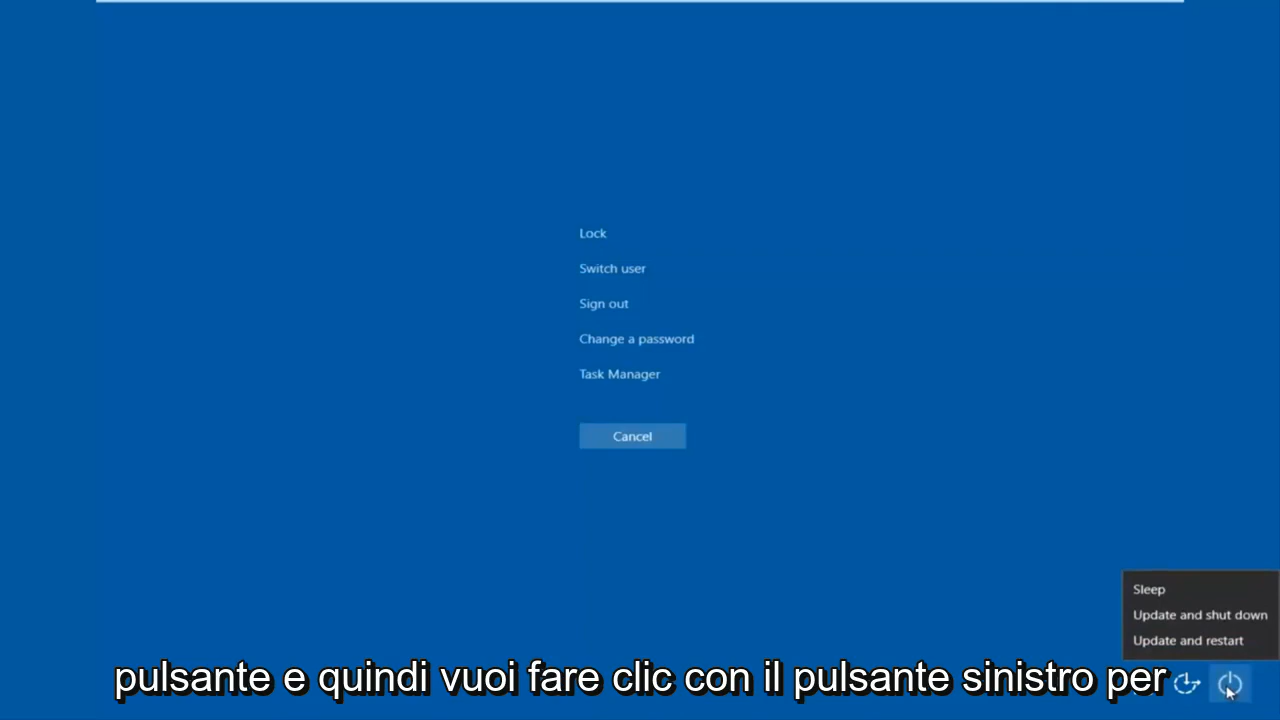 Lock
Switch user
Sign out
Change a password
Task Manager
Cancel
Sleep
Update and shut down
Update and restart
pulsante e quindi vuoi fare clic con il pulsante sinistro per